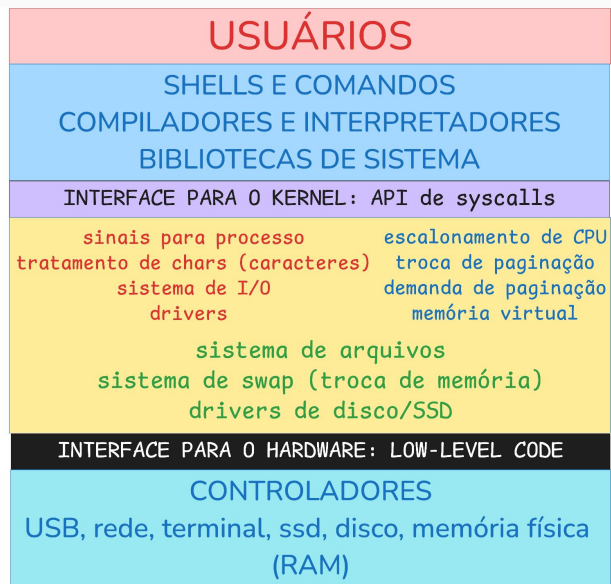 USUÁRIOS
SHELLS E COMANDOS
COMPILADORES E INTERPRETADORES
BIBLIOTECAS DE SISTEMA
INTERFACE PARA O KERNEL: API de syscalls
sinais para processo
tratamento de chars (caracteres)
sistema de I/O
drivers
escalonamento de CPU
troca de paginação
demanda de paginação
memória virtual
sistema de arquivos
sistema de swap (troca de memória)
drivers de disco/SSD
INTERFACE PARA O HARDWARE: LOW-LEVEL CODE
CONTROLADORES
USB, rede, terminal, ssd, disco, memória física
(RAM)